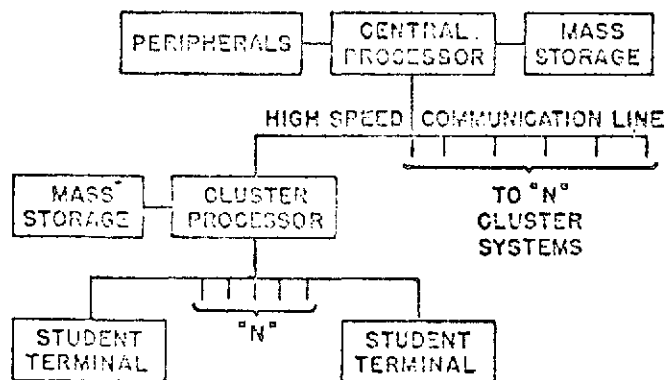 PERIPHERALS
CENTRAL
PROCESSOR
MASS
STORAGE
HIGH SPEED COMMUNICATION LINE
MASS
STORAGE
CLUSTER
PROCESSOR
TO "N"
CLUSTER
SYSTEMS
"N"
STUDENT
TERMINAL
STUDENT
TERMINAL